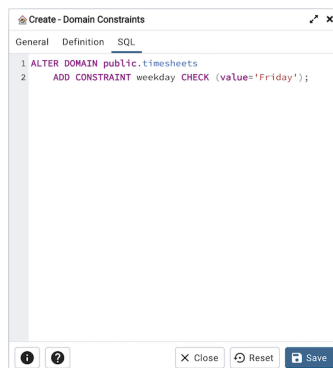 Create - Domain Constraints
General Definition SQL
1 ALTER DOMAIN public.timesheets
2 ADD CONSTRAINT weekday CHECK (value='Friday');
Close Reset Save